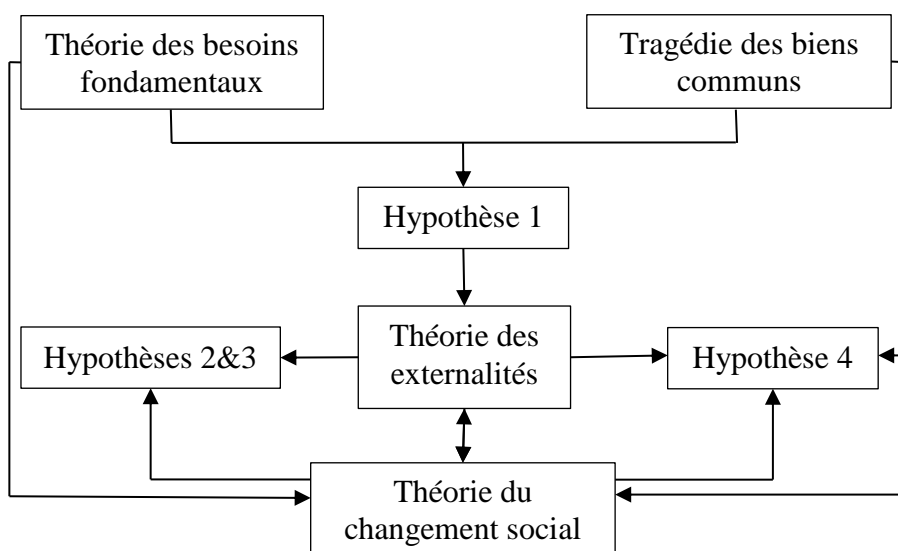 Théorie des besoins
fondamentaux
Tragédie des biens
communs
Hypothèse 1
Hypothèses 2&3
Théorie des
externalités
Hypothèse 4
Théorie du
changement social